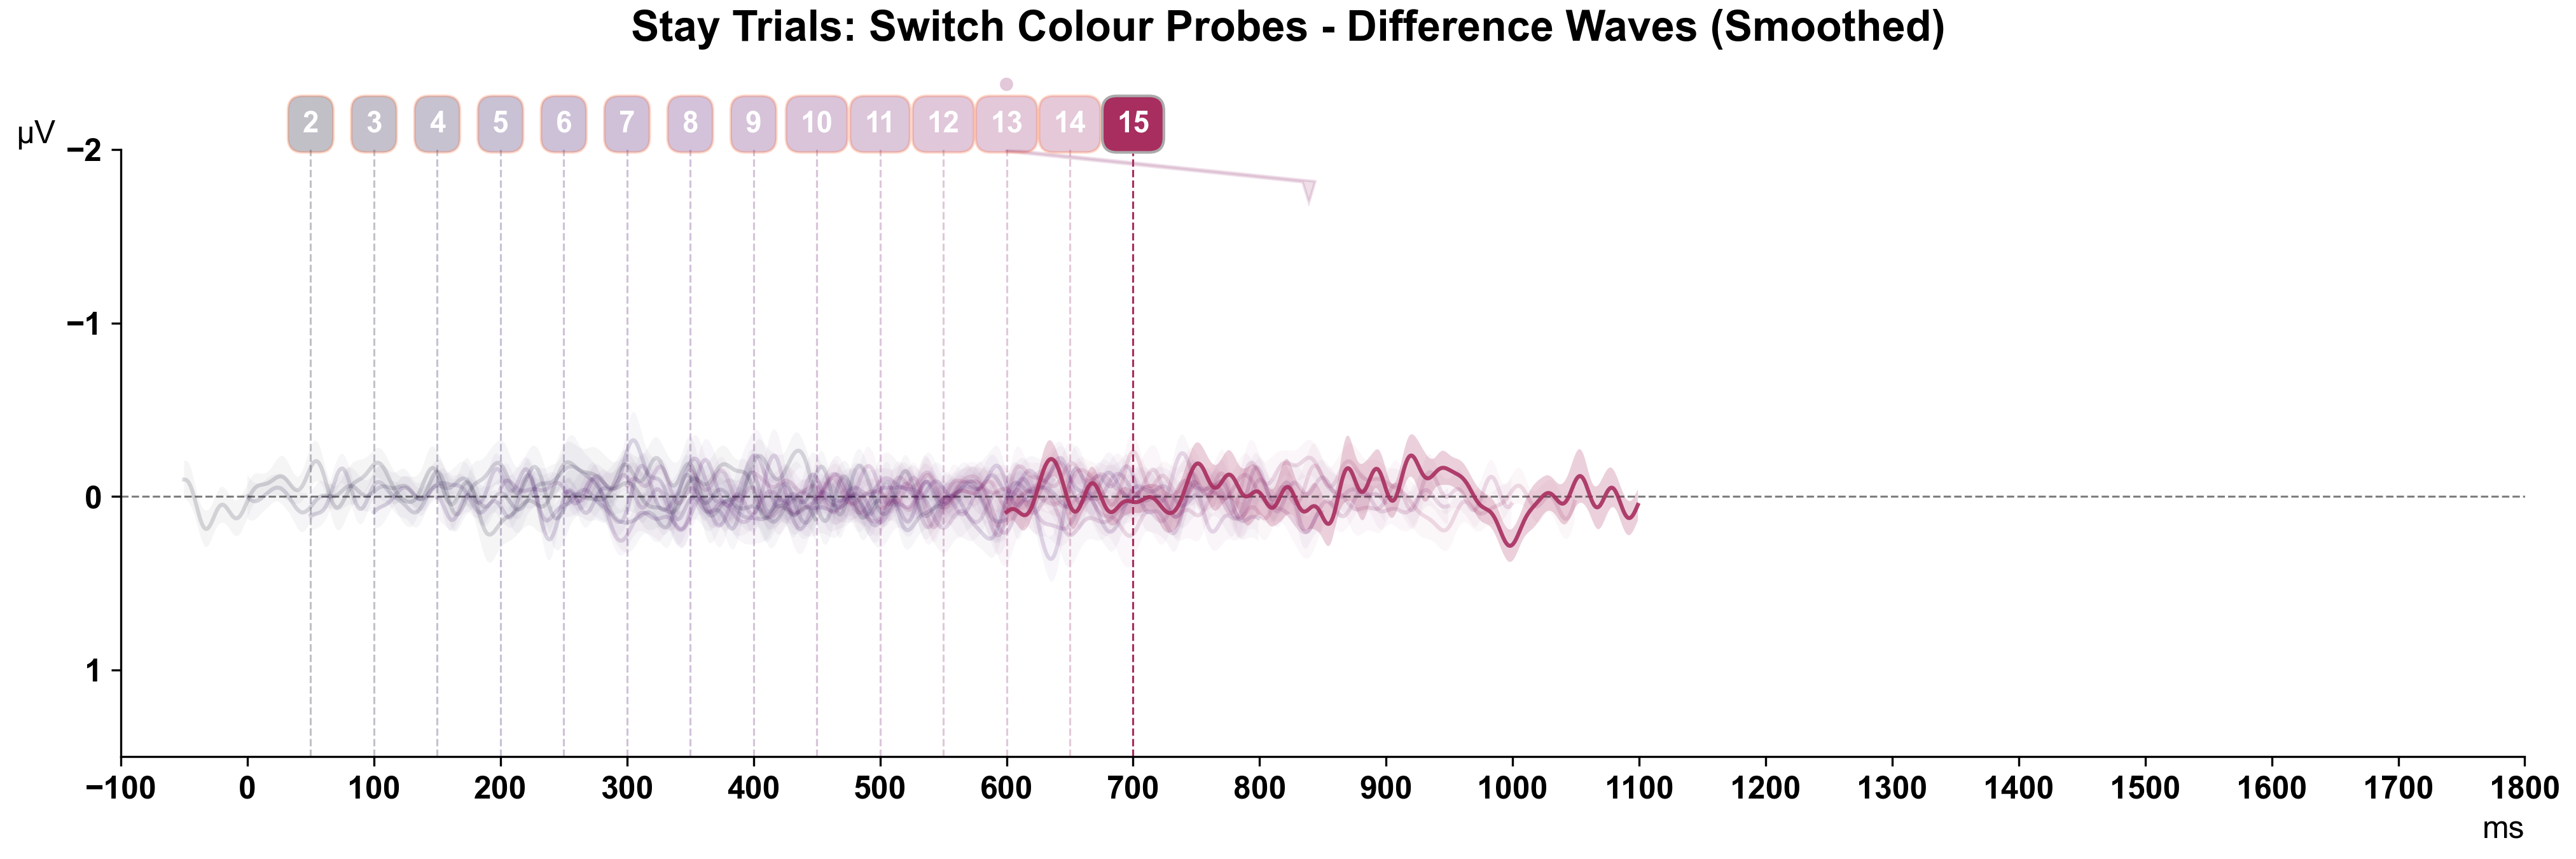 Stay Trials: Switch Colour Probes - Difference Waves (Smoothed)
2 3 4 5 6 7 8 9 10 11 12 13 14 15
µV
−2
−1
0
1
−100 0 100 200 300 400 500 600 700 800 900 1000 1100 1200 1300 1400 1500 1600 1700 1800
ms